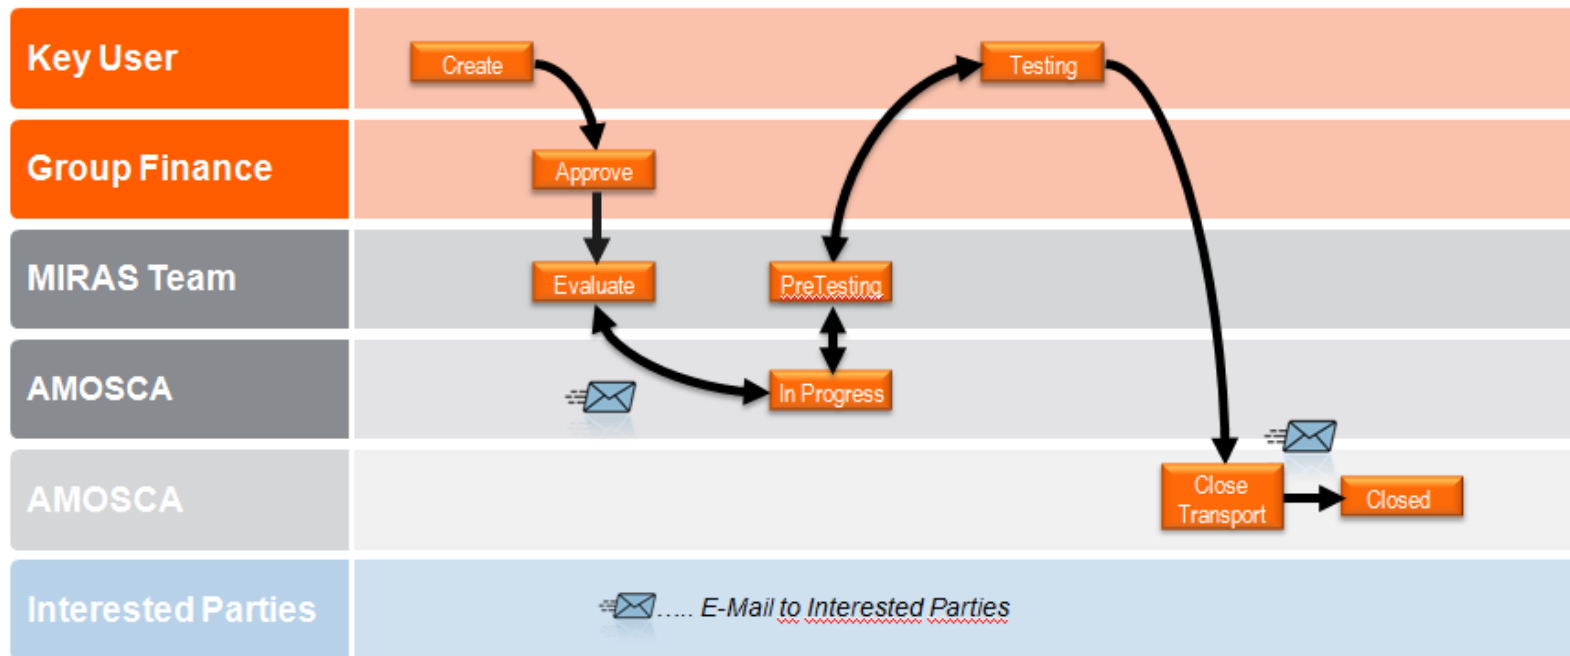 Key User
Create
Testing
Group Finance
Approve
MIRAS Team
Evaluate
PreTesting
AMOSCA
In Progress
AMOSCA
Close
Transport
Closed
Interested Parties
..... E-Mail to Interested Parties